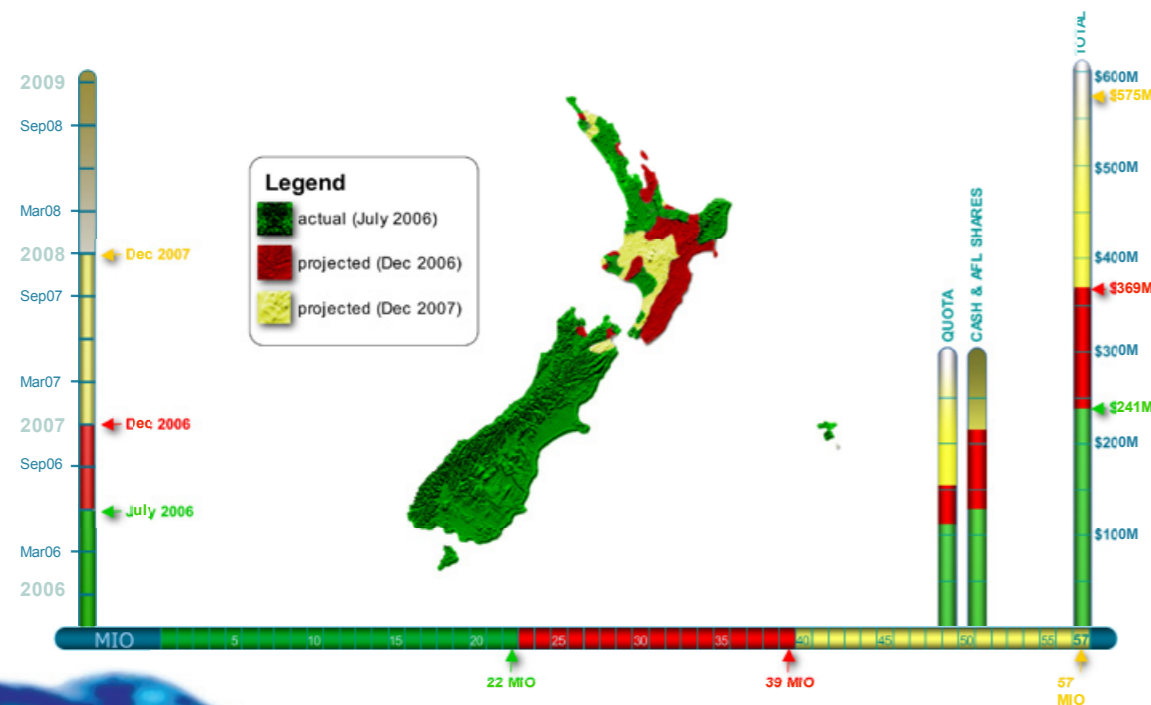 TOTAL
2009
Sep08
Mar08
2008
Sep07
Mar07
2007
Sep06
Mar06
2006
Dec 2007
Dec 2006
July 2006
Legend
actual (July 2006)
projected (Dec 2006)
projected (Dec 2007)
QUOTA
CASH & AFL SHARES
$600M
$575M
$500M
$400M
$369M
$300M
$241M
$200M
$100M
MIO 5 10 15 20 25 30 35 40 45 50 55 57
22 MIO
39 MIO
57
MIO